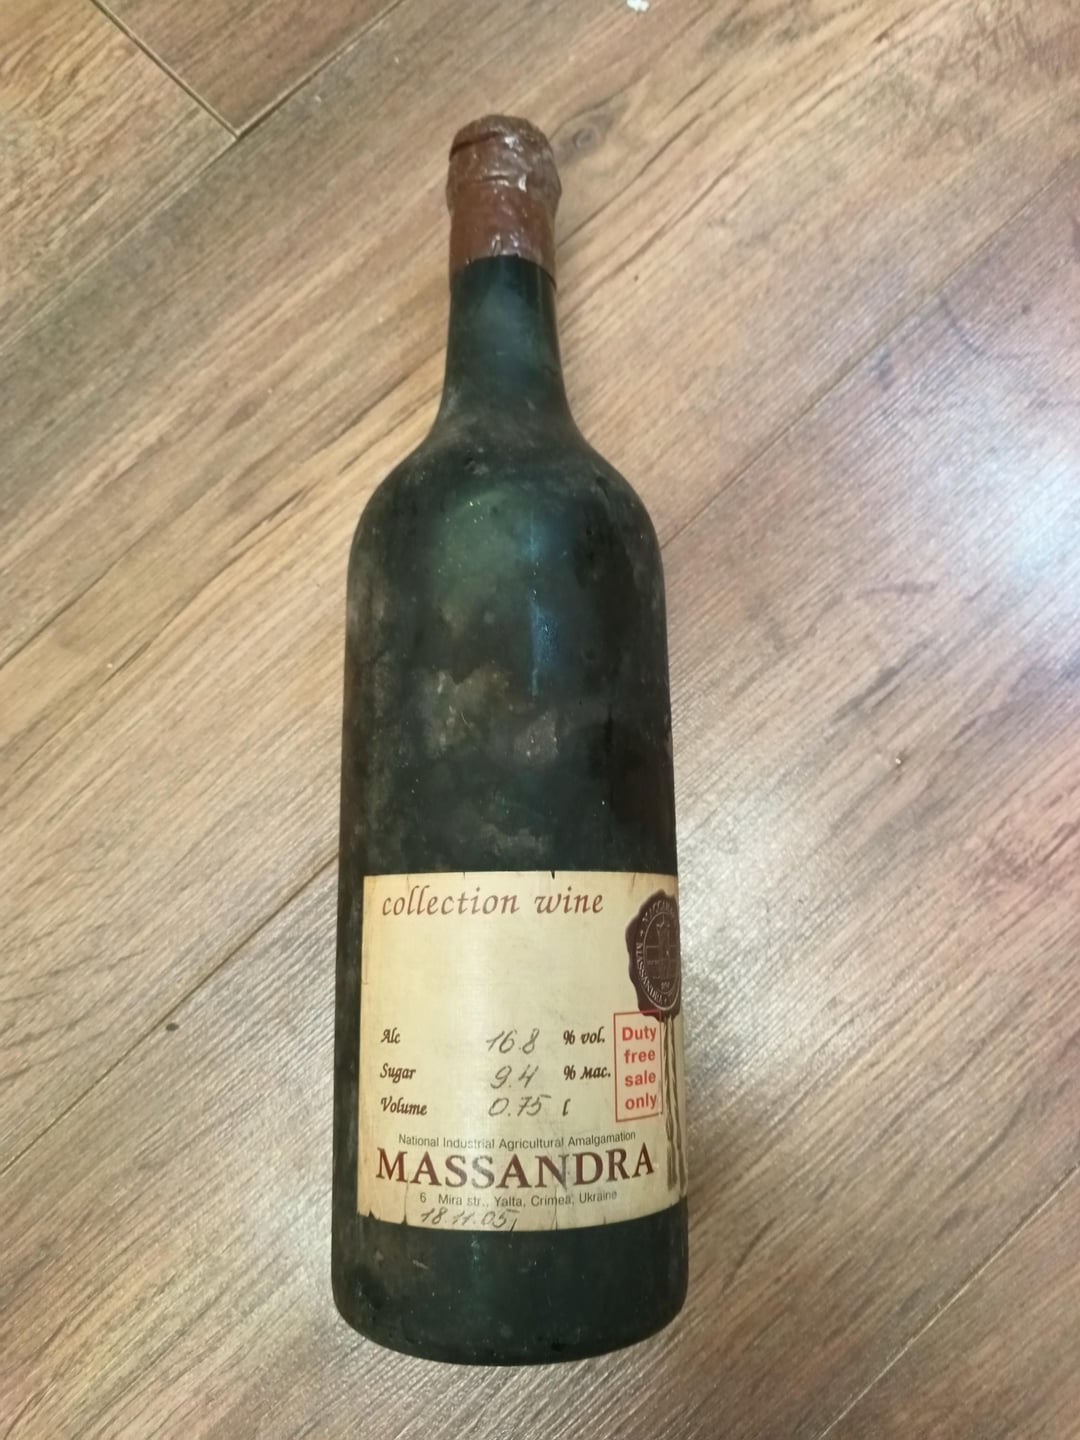 collection wine
MASSANDRA
Alc 16.8 % vol.
Sugar 9.4 % мас.
Volume 0.75 l
Duty
free
sale
only
National Industrial Agricultural Amalgamation
MASSANDRA
6 Mira str., Yalta, Crimea, Ukraine
18.11.05